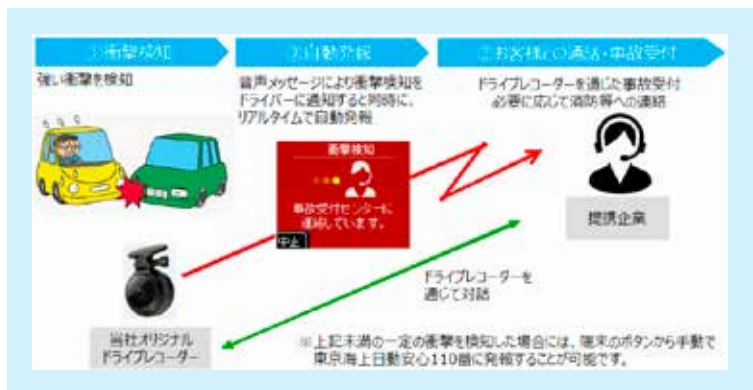 ①衝撃検知
②自動発報
③お客様との通話・事故受付
強い衝撃を検知
音声メッセージにより衝撃検知を
ドライバーに通知すると同時に、
リアルタイムで自動発報
ドライブレコーダーを通じた事故受付
必要に応じて消防等への連絡
衝撃検知
事故受付センターに
連絡しています。
中止
提携企業
ドライブレコーダーを
通じて対話
当社オリジナル
ドライブレコーダー
※上記未満の一定の衝撃を検知した場合には、端末のボタンから手動で
東京海上日動安心110番に発報することが可能です。